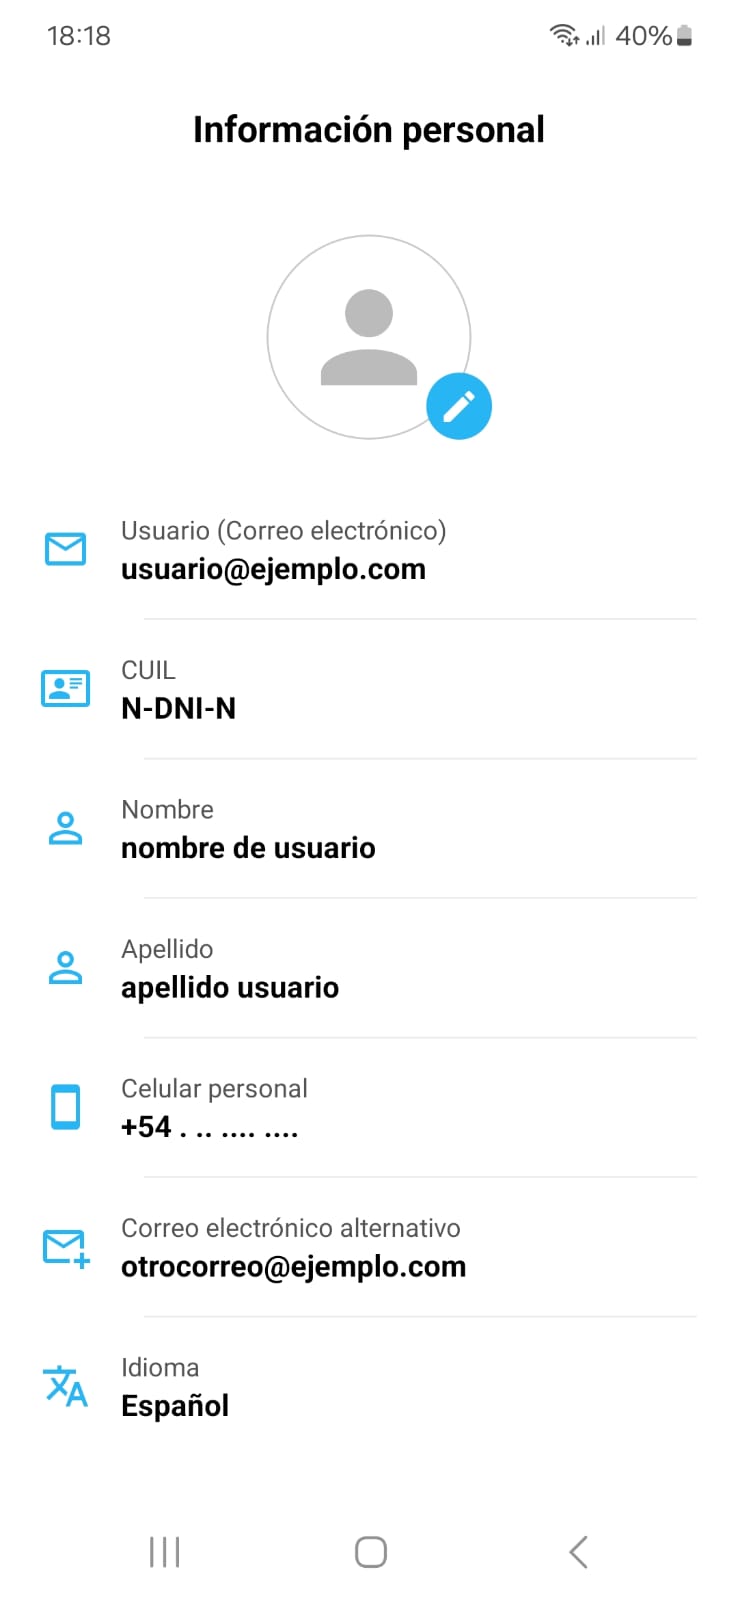 18:18
40%
Información personal
Usuario (Correo electrónico)
usuario@ejemplo.com
CUIL
N-DNI-N
Nombre
nombre de usuario
Apellido
apellido usuario
Celular personal
+54 . .. .... ....
Correo electrónico alternativo
otrocorreo@ejemplo.com
Idioma
Español